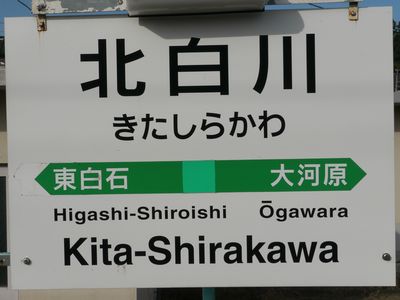 北白川
きたしらかわ
東白石 大河原
Higashi-Shiroishi Ōgawara
Kita-Shirakawa